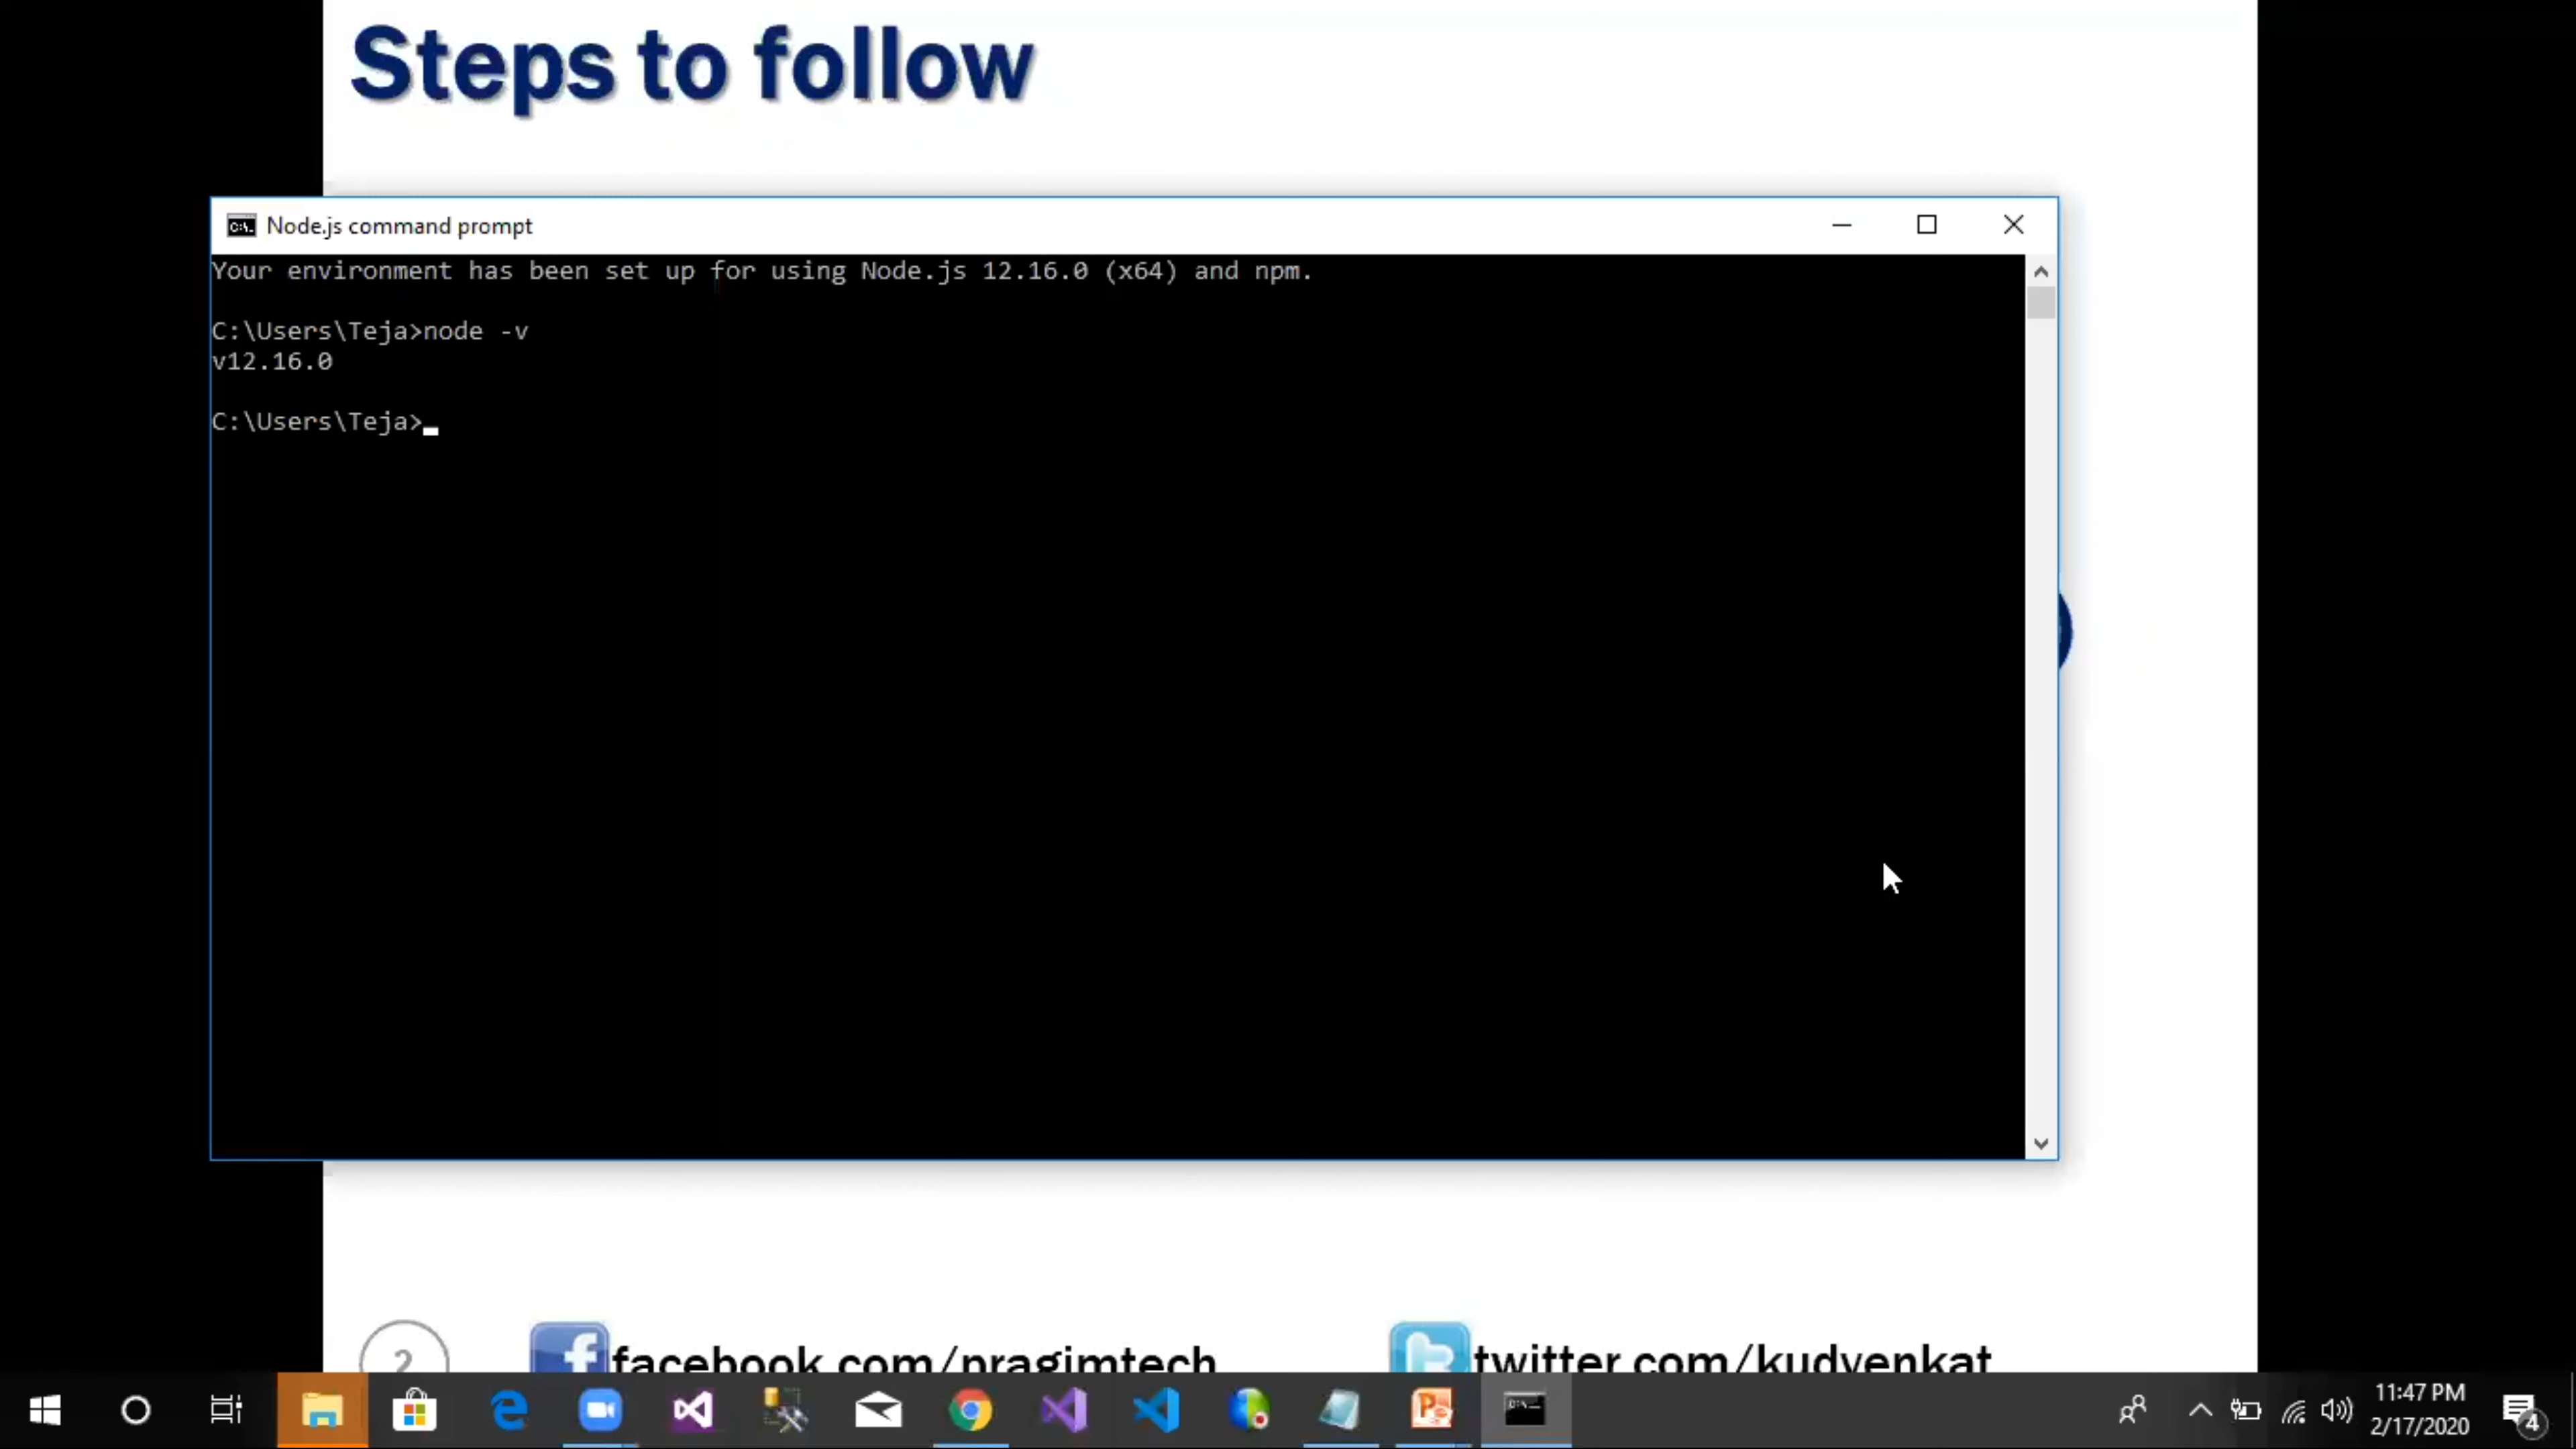 Steps to follow
Node.js command prompt
Your environment has been set up for using Node.js 12.16.0 (x64) and npm.
C:\Users\Teja>node -v
v12.16.0
C:\Users\Teja>
2
facebook.com/pragimtech
twitter.com/kudvenkat
11:47 PM
2/17/2020
4